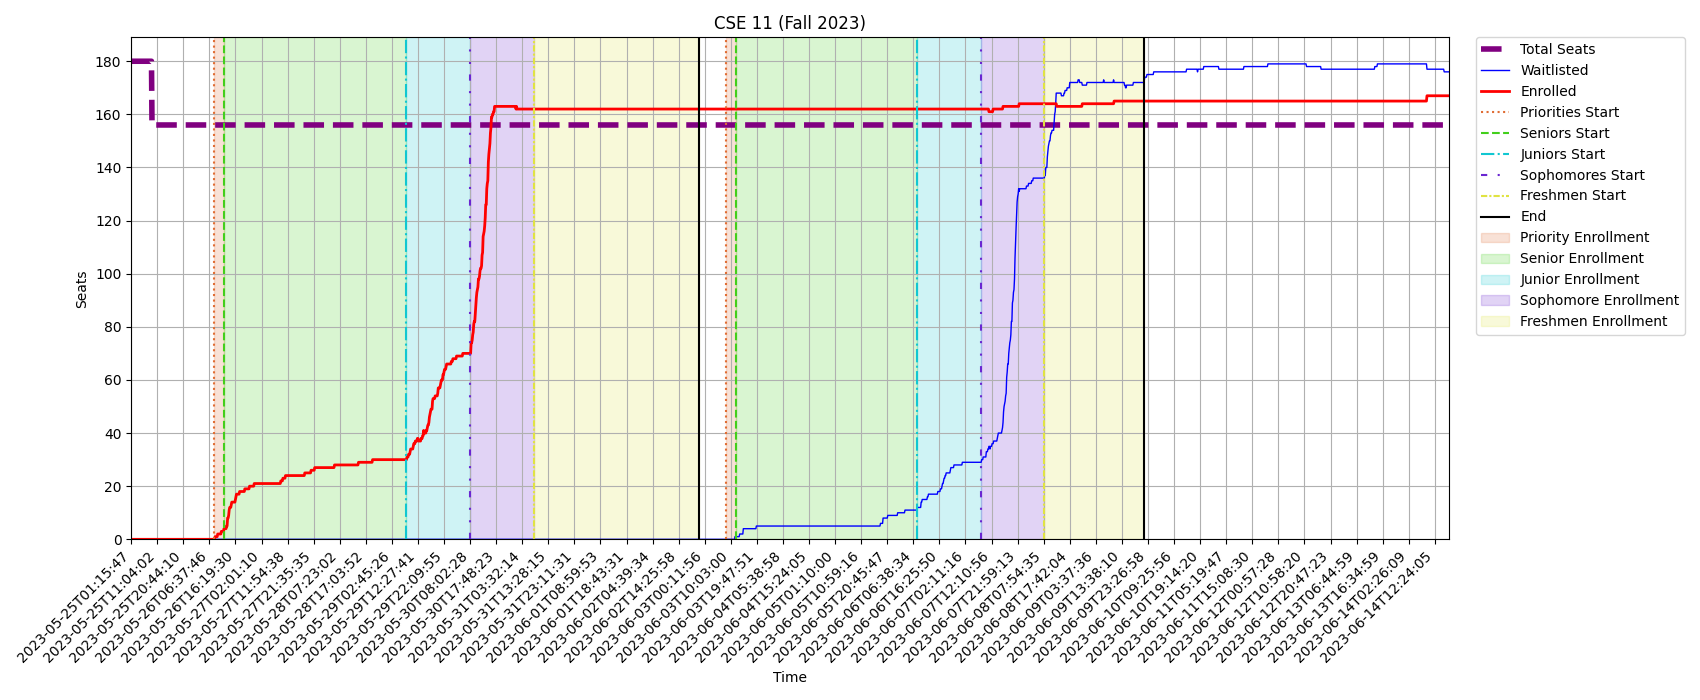 CSE 11 (Fall 2023)
Seats
180
160
140
120
100
80
60
40
20
0
2023-05-25T01:15:47
2023-05-25T11:04:02
2023-05-25T20:44:10
2023-05-26T06:37:46
2023-05-26T16:19:30
2023-05-27T02:01:10
2023-05-27T11:54:38
2023-05-27T21:35:35
2023-05-28T07:23:02
2023-05-28T17:03:52
2023-05-29T02:45:26
2023-05-29T12:27:41
2023-05-29T22:09:55
2023-05-30T08:02:28
2023-05-30T17:48:23
2023-05-31T03:32:14
2023-05-31T13:28:15
2023-05-31T23:11:31
2023-06-01T08:59:53
2023-06-01T18:43:31
2023-06-02T04:39:34
2023-06-02T14:25:58
2023-06-03T00:11:56
2023-06-03T10:03:00
2023-06-03T19:47:51
2023-06-04T05:38:58
2023-06-04T15:24:05
2023-06-05T01:10:00
2023-06-05T10:59:16
2023-06-05T20:45:47
2023-06-06T06:38:34
2023-06-06T16:25:50
2023-06-07T02:11:16
2023-06-07T12:10:56
2023-06-07T21:59:13
2023-06-08T07:54:35
2023-06-08T17:42:04
2023-06-09T03:37:36
2023-06-09T13:38:10
2023-06-09T23:26:58
2023-06-10T09:25:56
2023-06-10T19:14:20
2023-06-11T05:19:47
2023-06-11T15:08:30
2023-06-12T00:57:28
2023-06-12T10:58:20
2023-06-12T20:47:23
2023-06-13T06:44:59
2023-06-13T16:34:59
2023-06-14T02:26:09
2023-06-14T12:24:05
Time
Total Seats
Waitlisted
Enrolled
Priorities Start
Seniors Start
Juniors Start
Sophomores Start
Freshmen Start
End
Priority Enrollment
Senior Enrollment
Junior Enrollment
Sophomore Enrollment
Freshmen Enrollment